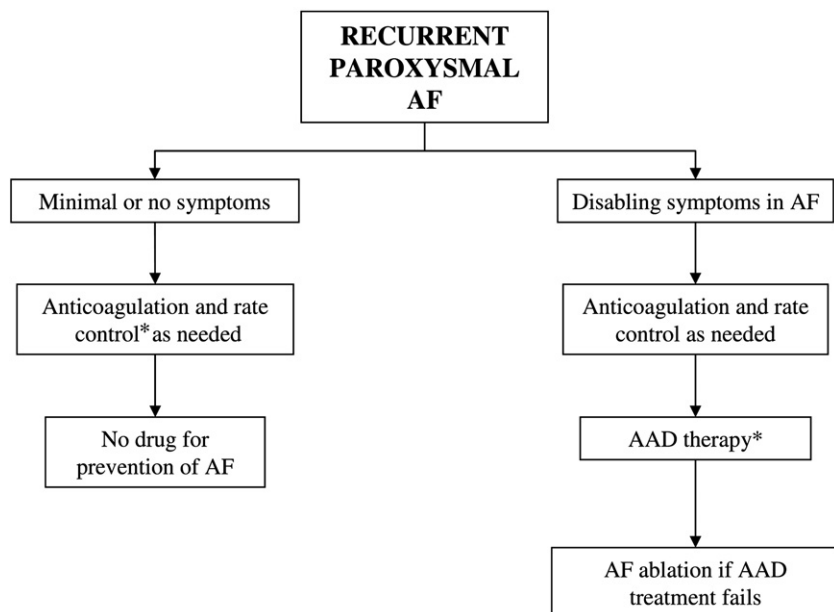 RECURRENT
PAROXYSMAL
AF
Minimal or no symptoms
Disabling symptoms in AF
Anticoagulation and rate
control* as needed
Anticoagulation and rate
control as needed
No drug for
prevention of AF
AAD therapy*
AF ablation if AAD
treatment fails